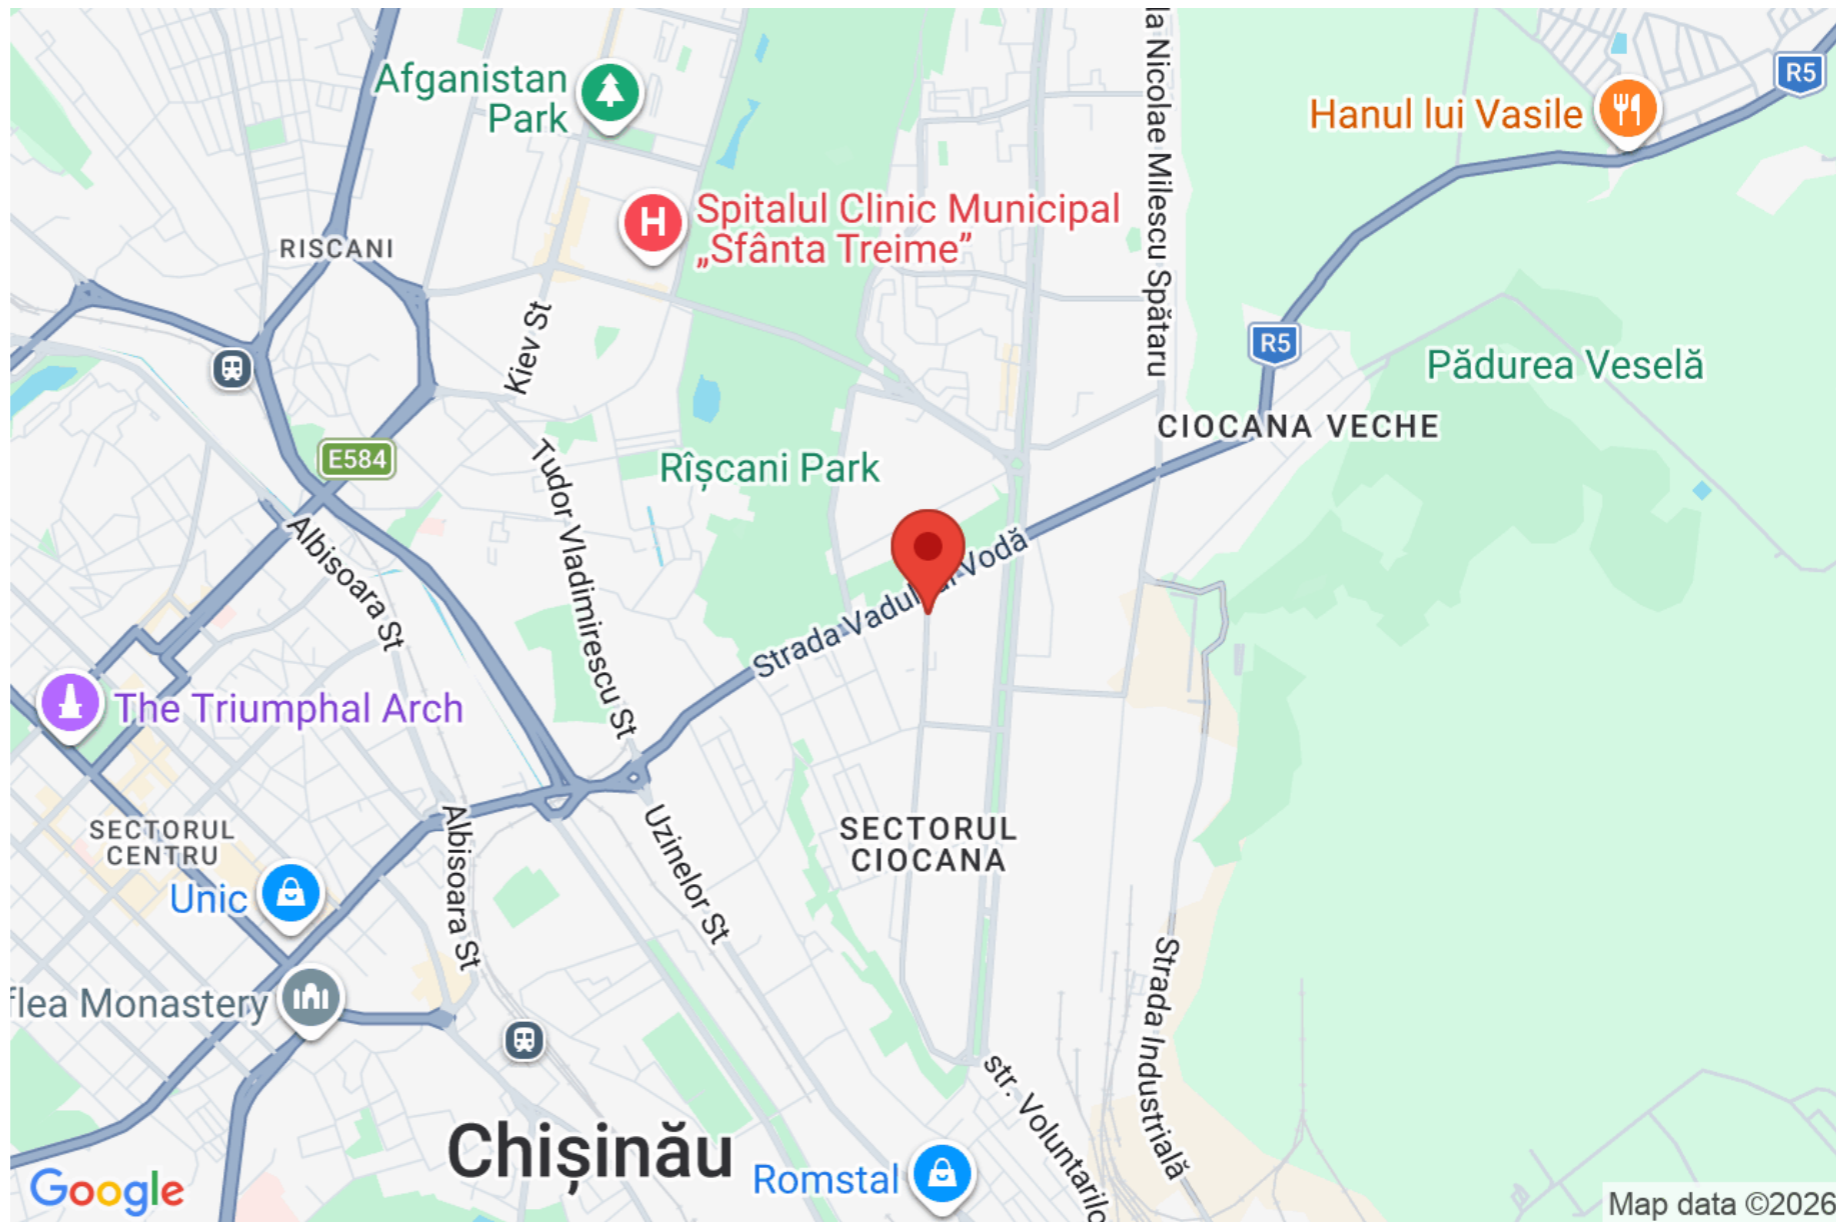 Afganistan
Park
la Nicolae Milescu Spătaru
Hanul lui Vasile
R5
H
Spitalul Clinic Municipal
„Sfânta Treime”
RISCANI
Kiev St
R5
Pădurea Veselă
CIOCANA VECHE
E584
Rîșcani Park
Tudor Vladimirescu St
Albisoara St
Strada Vadul lui Vodă
The Triumphal Arch
SECTORUL
CENTRU
Unic
Albisoara St
Uzinelor St
SECTORUL
CIOCANA
Strada Industrială
flea Monastery
str. Voluntarilo
Chișinău
Romstal
Google
Map data ©2026